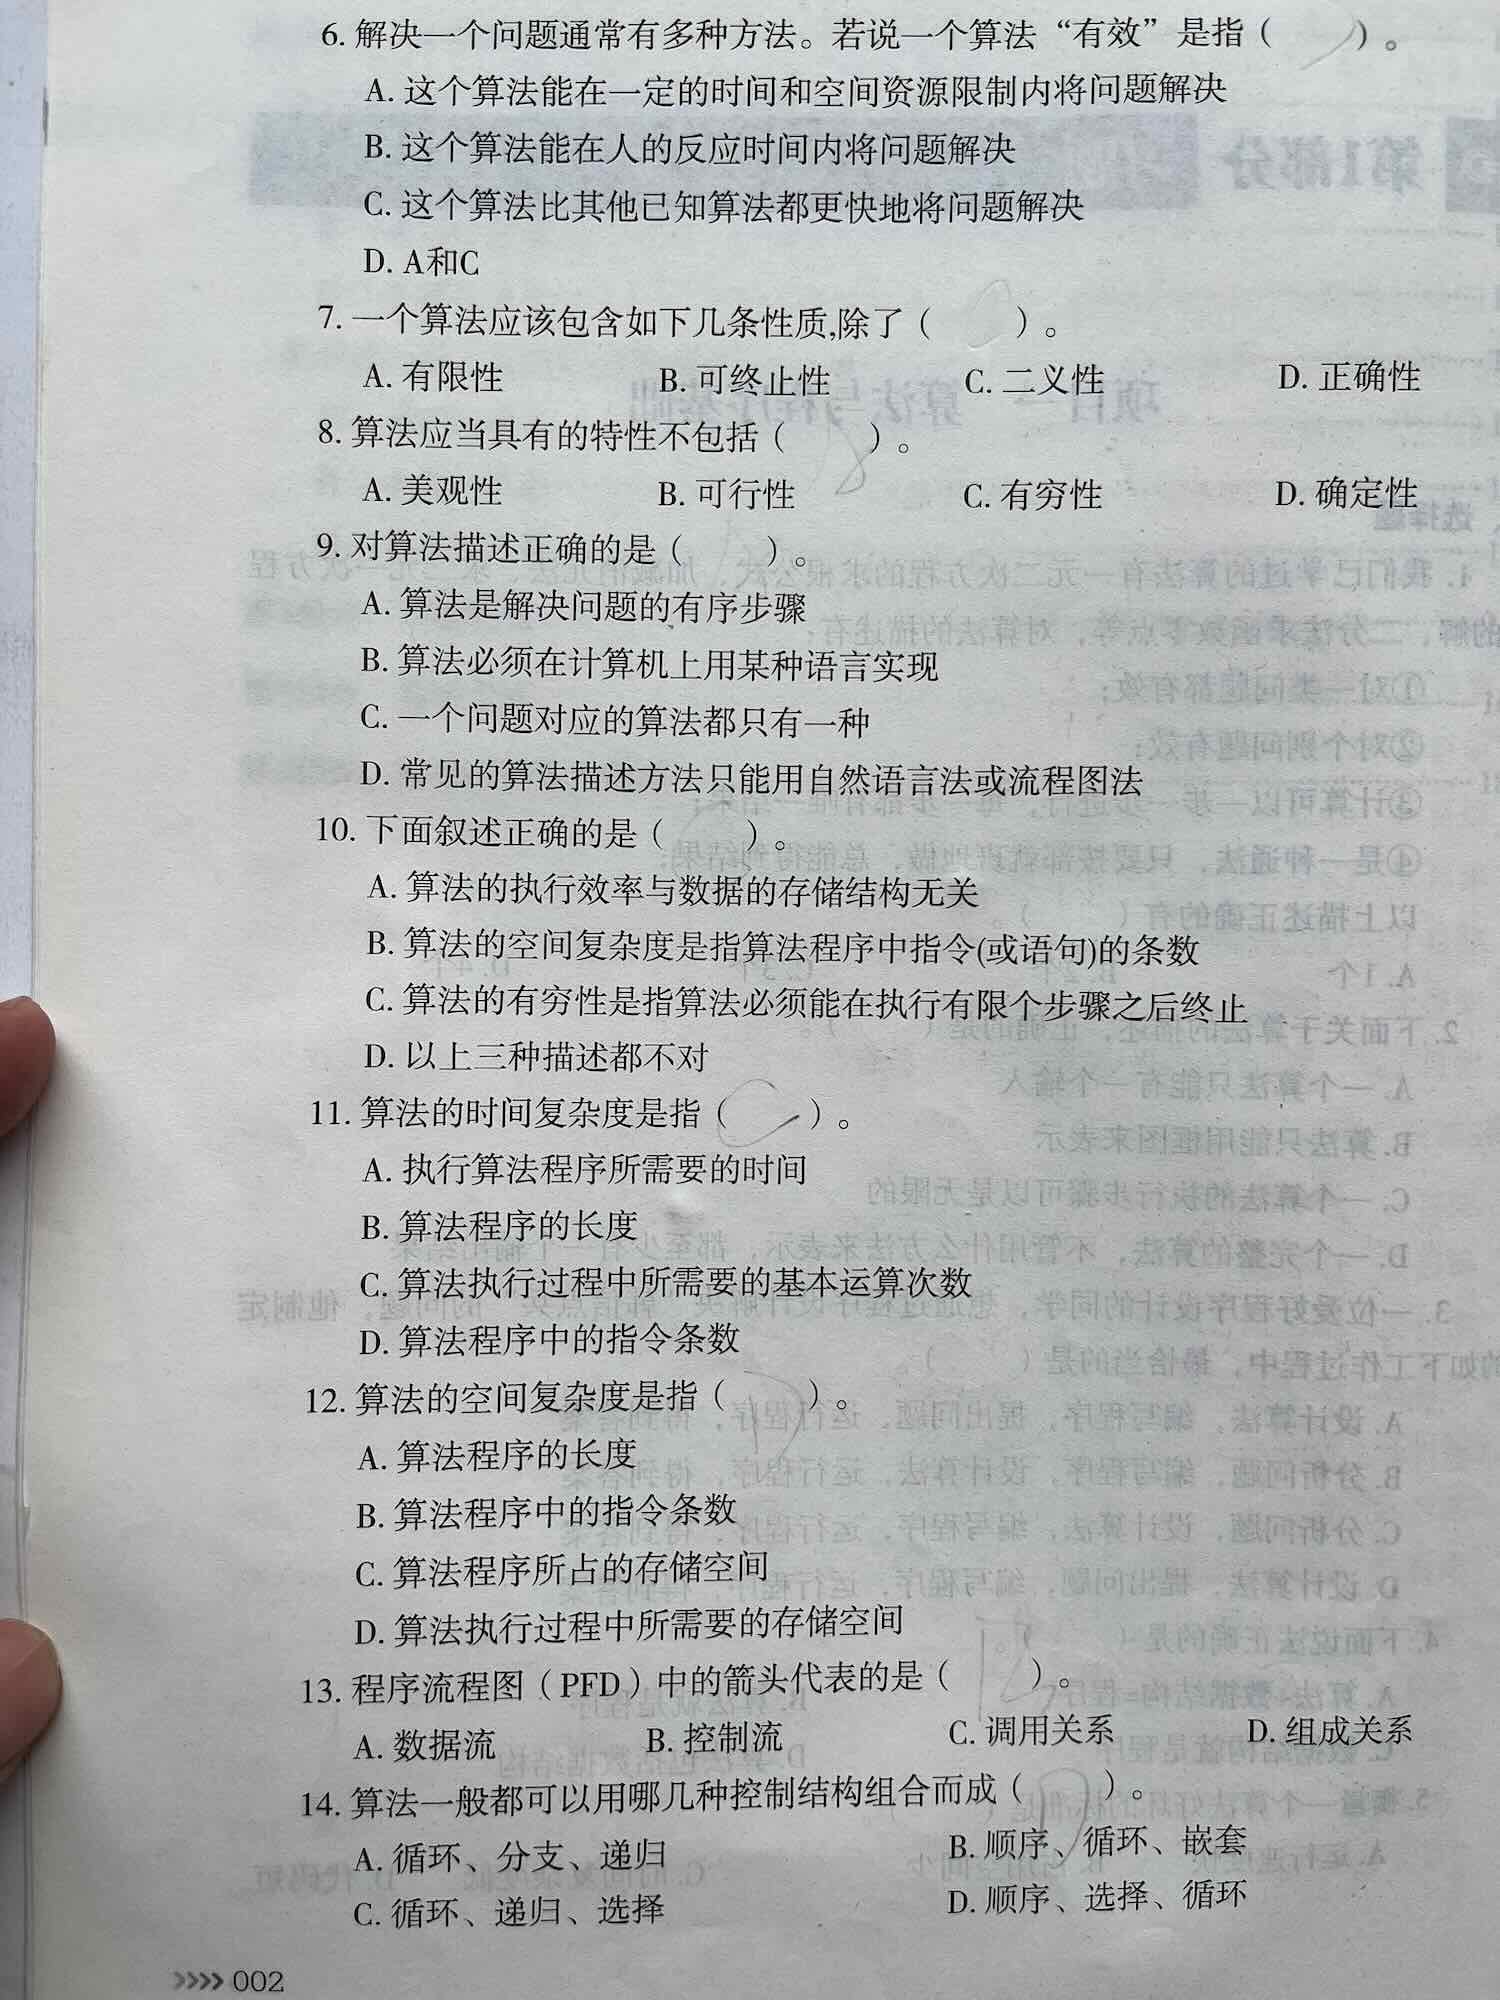 6. 解决一个问题通常有多种方法。若说一个算法“有效”是指（　　）。
A. 这个算法能在一定的时间和空间资源限制内将问题解决
B. 这个算法能在人的反应时间内将问题解决
C. 这个算法比其他已知算法都更快地将问题解决
D. A和C
7. 一个算法应该包含如下几条性质,除了（　　）。
A. 有限性　B. 可终止性　C. 二义性　D. 正确性
8. 算法应当具有的特性不包括（　　）。
A. 美观性　B. 可行性　C. 有穷性　D. 确定性
9. 对算法描述正确的是（　　）。
A. 算法是解决问题的有序步骤
B. 算法必须在计算机上用某种语言实现
C. 一个问题对应的算法都只有一种
D. 常见的算法描述方法只能用自然语言法或流程图法
10. 下面叙述正确的是（　　）。
A. 算法的执行效率与数据的存储结构无关
B. 算法的空间复杂度是指算法程序中指令(或语句)的条数
C. 算法的有穷性是指算法必须能在执行有限个步骤之后终止
D. 以上三种描述都不对
11. 算法的时间复杂度是指（　　）。
A. 执行算法程序所需要的时间
B. 算法程序的长度
C. 算法执行过程中所需要的基本运算次数
D. 算法程序中的指令条数
12. 算法的空间复杂度是指（　　）。
A. 算法程序的长度
B. 算法程序中的指令条数
C. 算法程序所占的存储空间
D. 算法执行过程中所需要的存储空间
13. 程序流程图（PFD）中的箭头代表的是（　　）。
A. 数据流　B. 控制流　C. 调用关系　D. 组成关系
14. 算法一般都可以用哪几种控制结构组合而成（　　）。
A. 循环、分支、递归　B. 顺序、循环、嵌套
C. 循环、递归、选择　D. 顺序、选择、循环
»»» 002